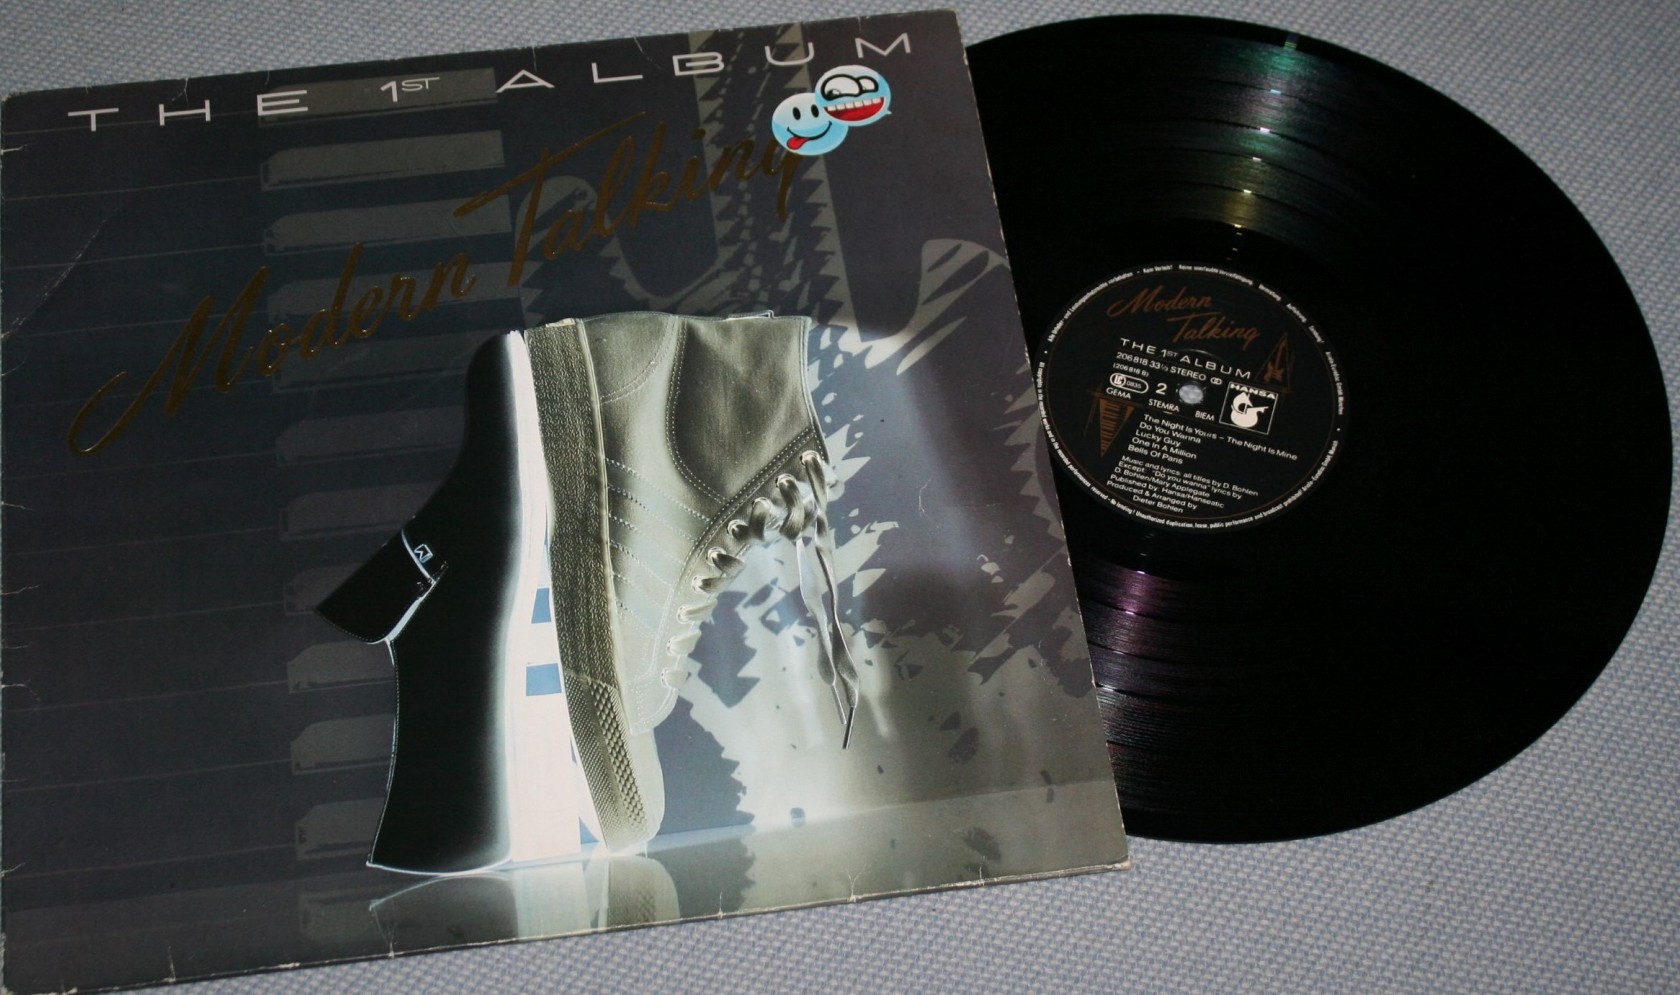 THE 1ST ALBUM
Modern Talking
Modern
Talking
THE 1ST ALBUM
206 818 33⅓ STEREO
(206 818 B)
0835
2
GEMA STEMRA BIEM
HANSA
The Night Is Yours – The Night Is Mine
Do You Wanna
Lucky Guy
One In A Million
Bells Of Paris
Music and lyrics: all titles by D. Bohlen
Except: "Do you wanna" lyrics by
D. Bohlen/Mary Applegate
Published by: Hansa/Hanseatic
Produced & Arranged by
Dieter Bohlen